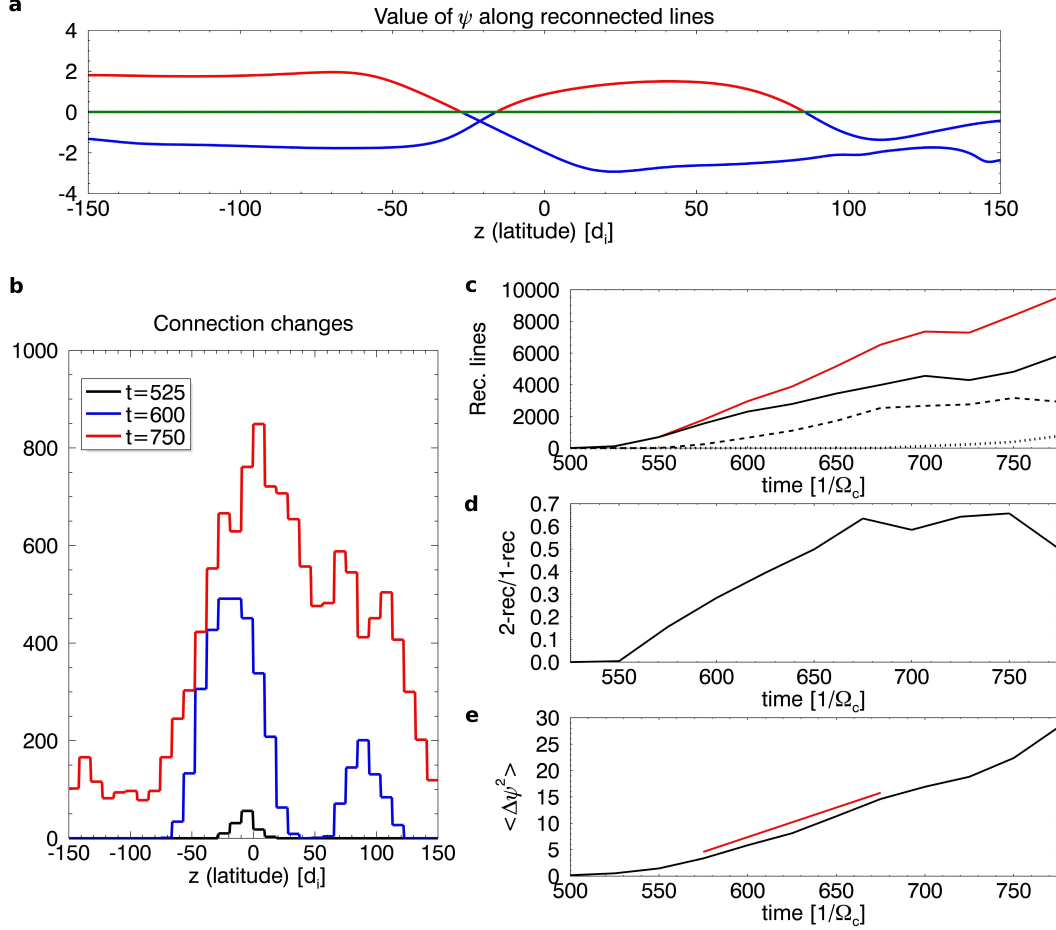 a
Value of ψ along reconnected lines
4
2
0
-2
-4
-150 -100 -50 0 50 100 150
z (latitude) [dᵢ]
b
Connection changes
1000
800
600
400
200
0
t=525
t=600
t=750
-150 -100 -50 0 50 100 150
z (latitude) [dᵢ]
c
Rec. lines
10000
8000
6000
4000
2000
0
500 550 600 650 700 750
time [1/Ω_c]
d
2-rec/1-rec
0.7
0.6
0.5
0.4
0.3
0.2
0.1
0.0
550 600 650 700 750
time [1/Ω_c]
e
<Δψ²>
30
25
20
15
10
5
0
500 550 600 650 700 750
time [1/Ω_c]